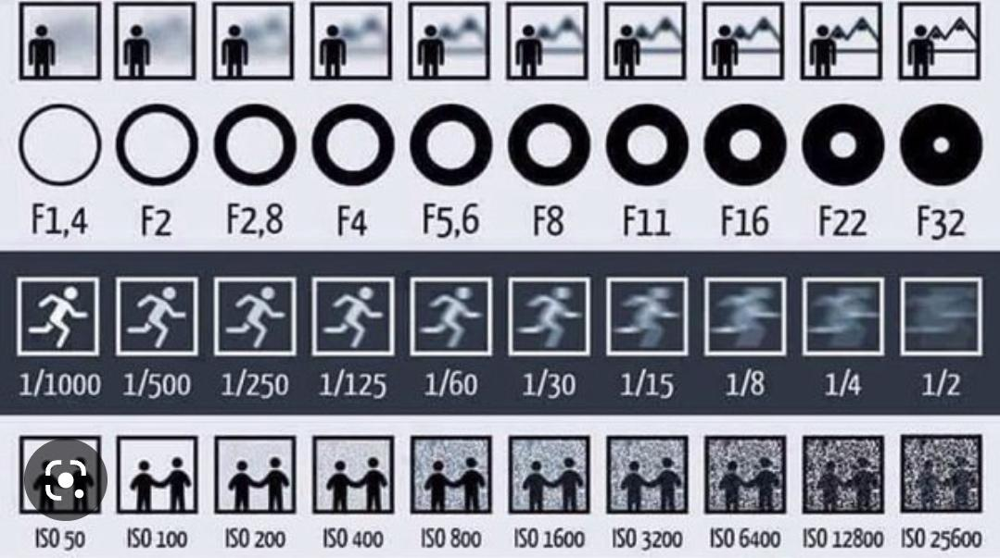 F1,4 F2 F2,8 F4 F5,6 F8 F11 F16 F22 F32
1/1000 1/500 1/250 1/125 1/60 1/30 1/15 1/8 1/4 1/2
ISO 50 ISO 100 ISO 200 ISO 400 ISO 800 ISO 1600 ISO 3200 ISO 6400 ISO 12800 ISO 25600